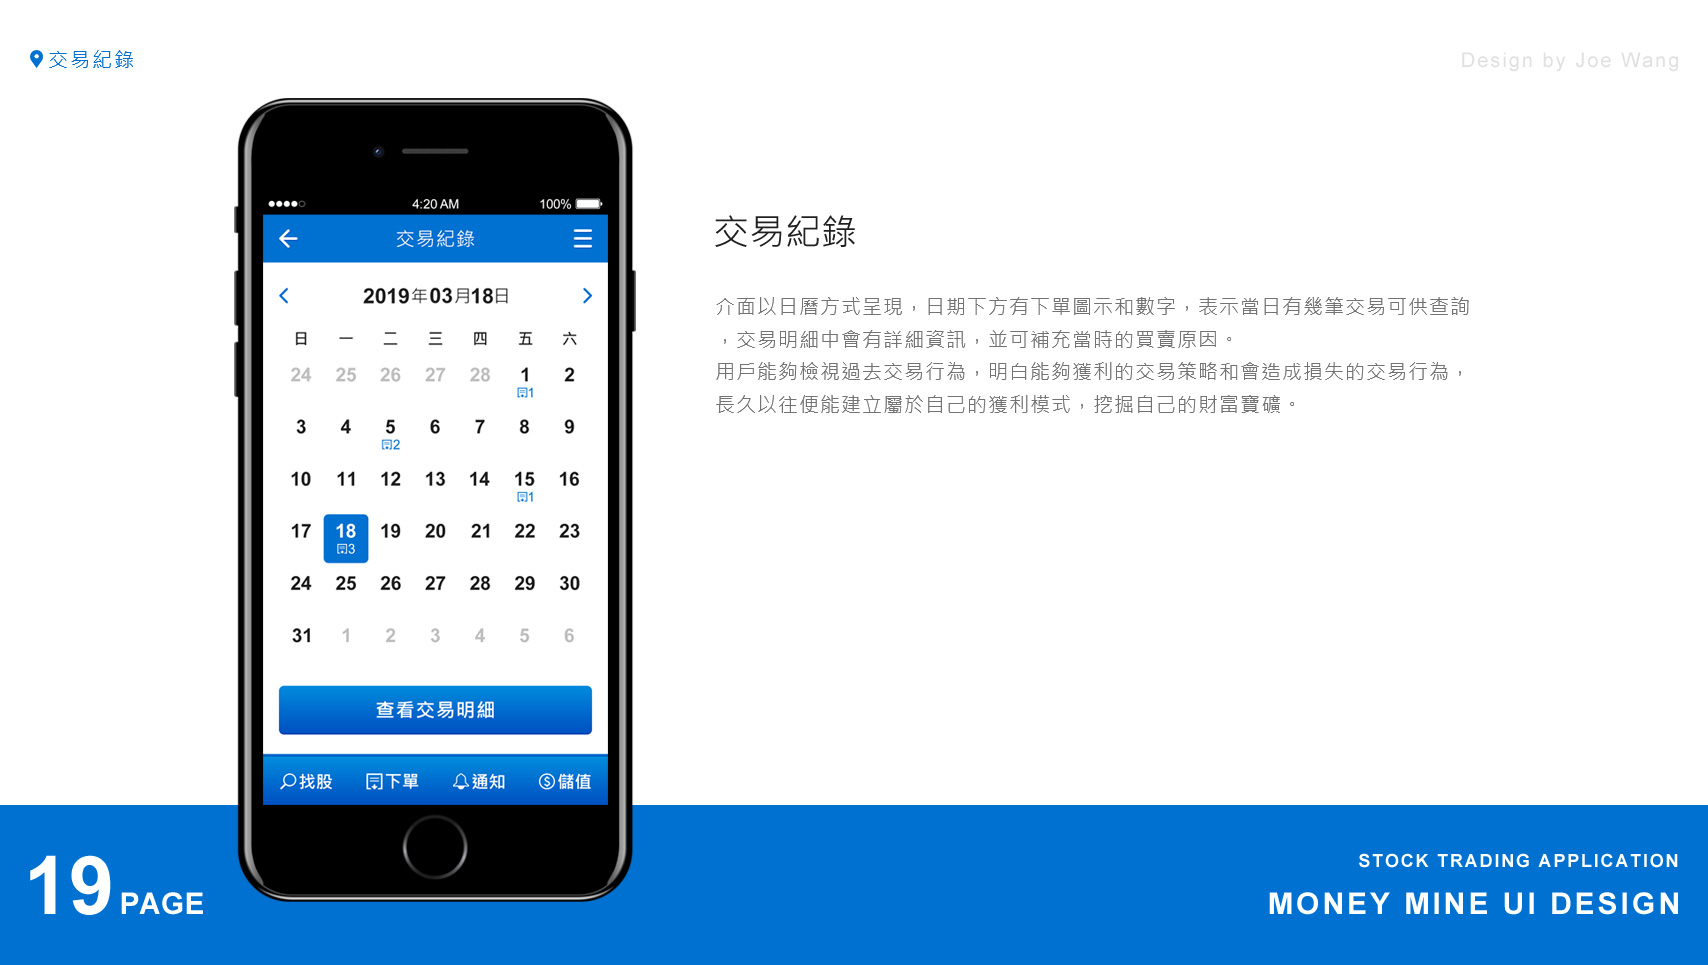 交易紀錄
Design by Joe Wang
4:20 AM
100%
交易紀錄
2019年03月18日
日 一 二 三 四 五 六
24 25 26 27 28 1 2
1
3 4 5 6 7 8 9
2
10 11 12 13 14 15 16
1
17 18 19 20 21 22 23
3
24 25 26 27 28 29 30
31 1 2 3 4 5 6
查看交易明細
找股 下單 通知 儲值
交易紀錄
介面以日曆方式呈現，日期下方有下單圖示和數字，表示當日有幾筆交易可供查詢
，交易明細中會有詳細資訊，並可補充當時的買賣原因。
用戶能夠檢視過去交易行為，明白能夠獲利的交易策略和會造成損失的交易行為，
長久以往便能建立屬於自己的獲利模式，挖掘自己的財富寶礦。
19 PAGE
STOCK TRADING APPLICATION
MONEY MINE UI DESIGN